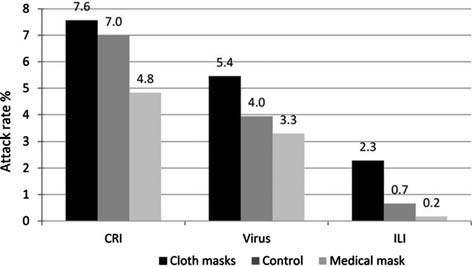 8
7
6
5
4
3
2
1
0
Attack rate %
7.6 7.0 4.8 5.4 4.0 3.3 2.3 0.7 0.2
CRI Virus ILI
Cloth masks Control Medical mask